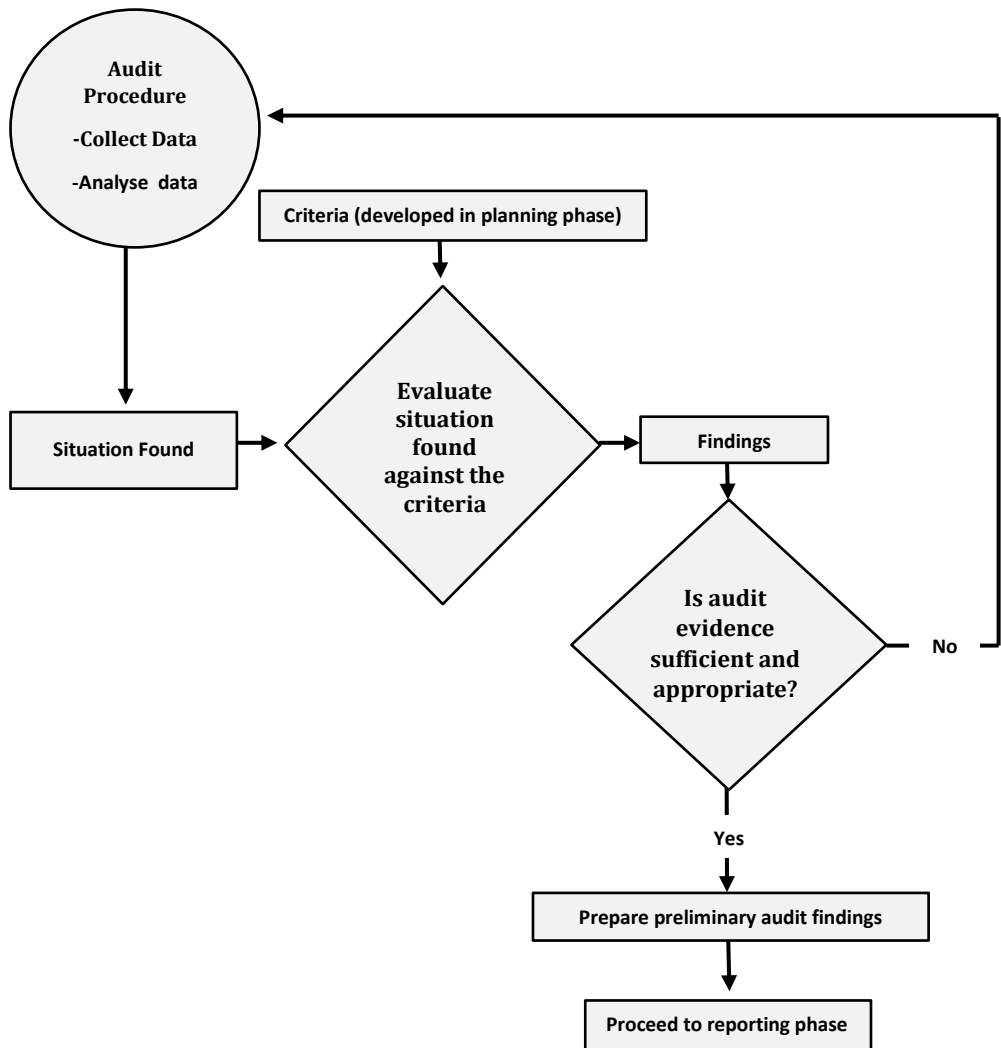 Audit
Procedure
-Collect Data
-Analyse data
Criteria (developed in planning phase)
Situation Found
Evaluate
situation
found
against the
criteria
Findings
Is audit
evidence
sufficient and
appropriate?
No
Yes
Prepare preliminary audit findings
Proceed to reporting phase